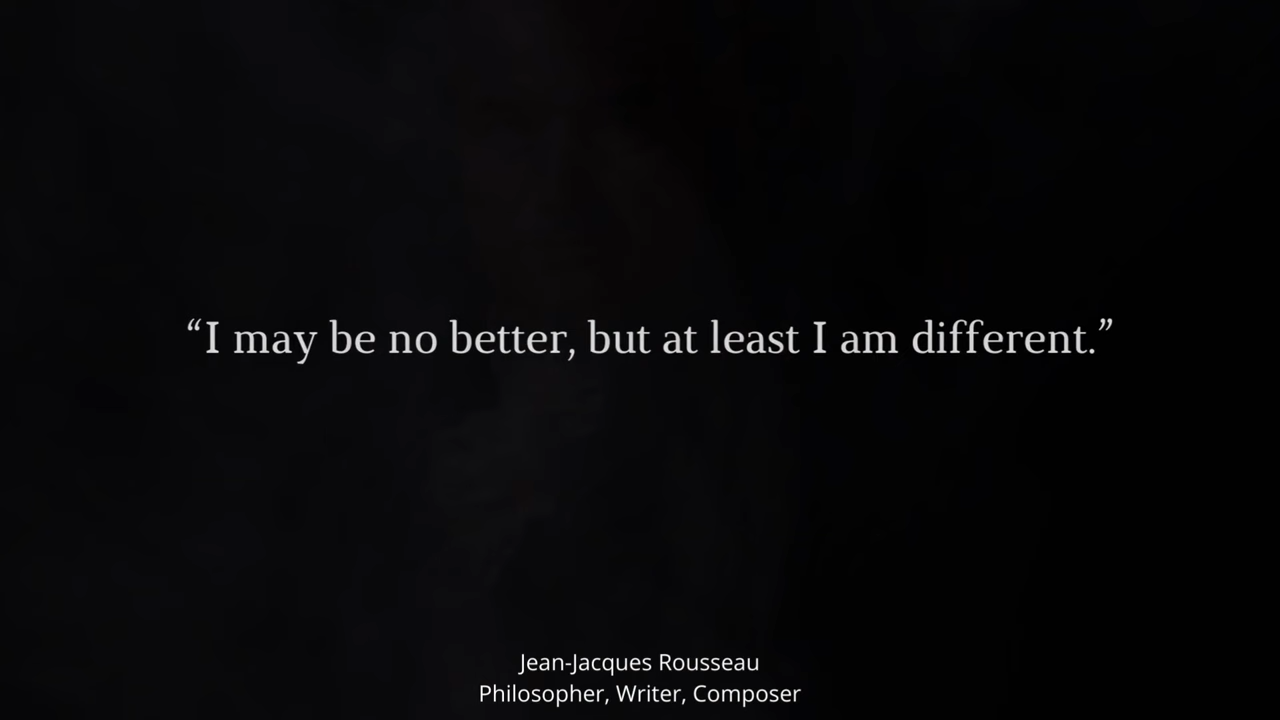 “I may be no better, but at least I am different.”
Jean-Jacques Rousseau
Philosopher, Writer, Composer